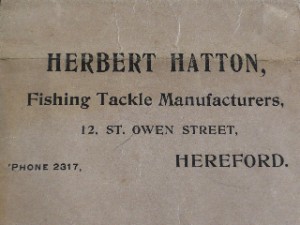 HERBERT HATTON,
Fishing Tackle Manufacturers,
12, ST. OWEN STREET,
'PHONE 2317, HEREFORD.